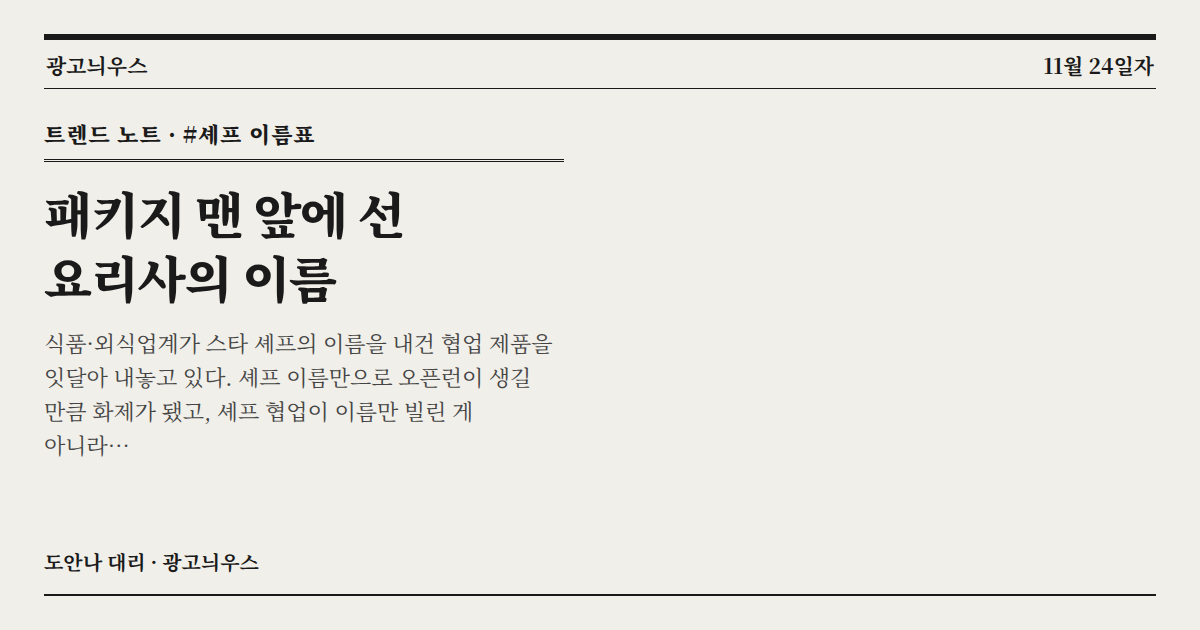 광고늬우스
11월 24일자
트렌드 노트 · #셰프 이름표
패키지 맨 앞에 선
요리사의 이름
식품·외식업계가 스타 셰프의 이름을 내건 협업 제품을
잇달아 내놓고 있다. 셰프 이름만으로 오픈런이 생길
만큼 화제가 됐고, 셰프 협업이 이름만 빌린 게
아니라…
도안나 대리 · 광고늬우스